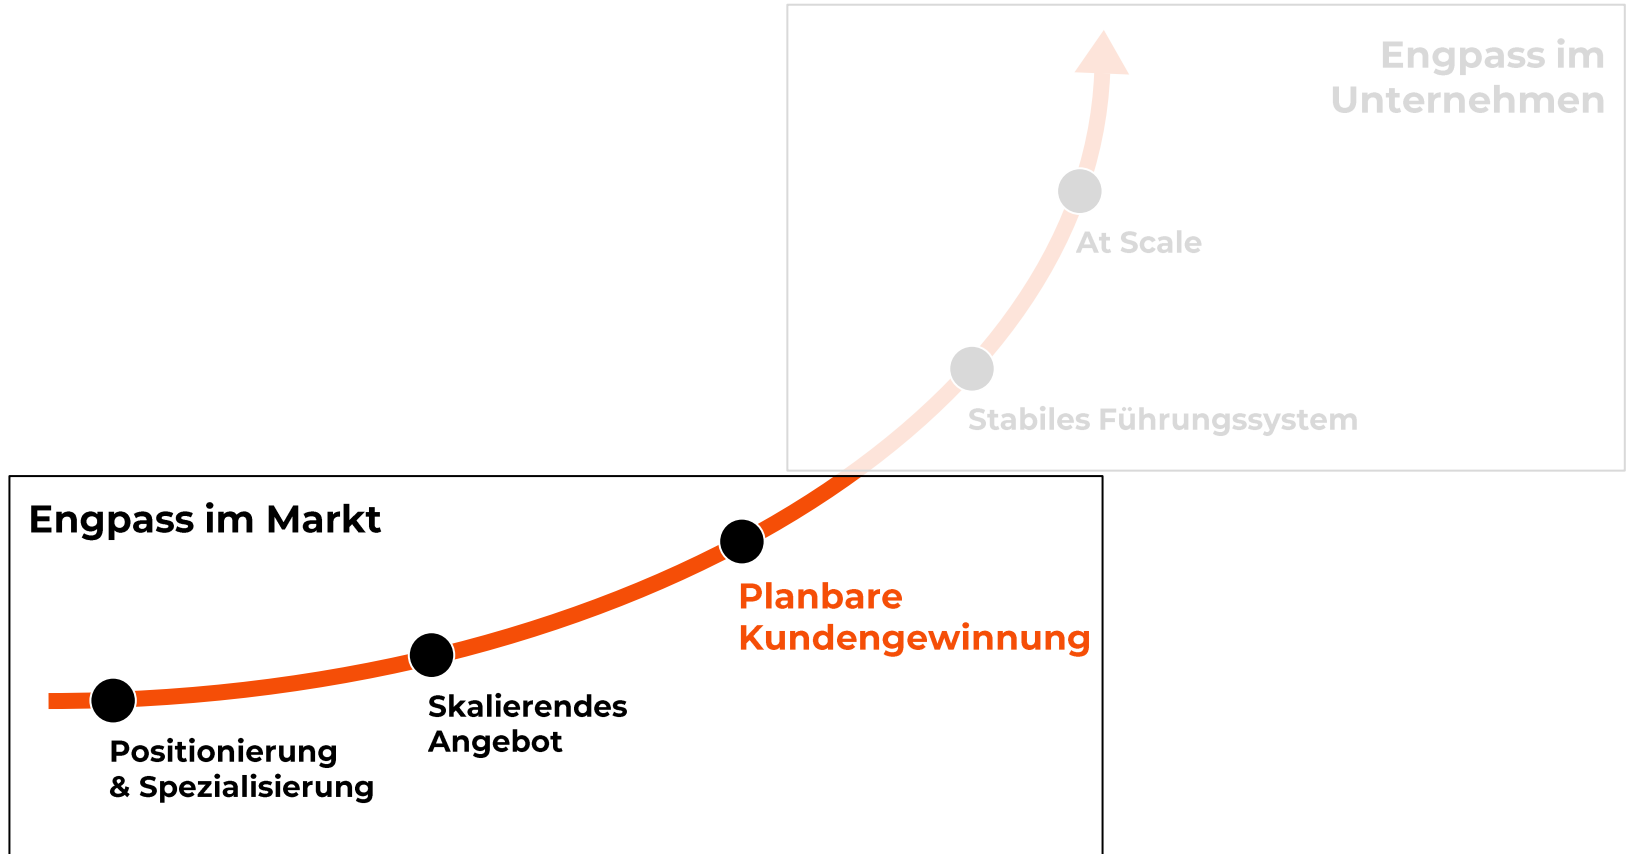 Engpass im
Unternehmen
At Scale
Stabiles Führungssystem
Engpass im Markt
Planbare
Kundengewinnung
Skalierendes
Angebot
Positionierung
& Spezialisierung